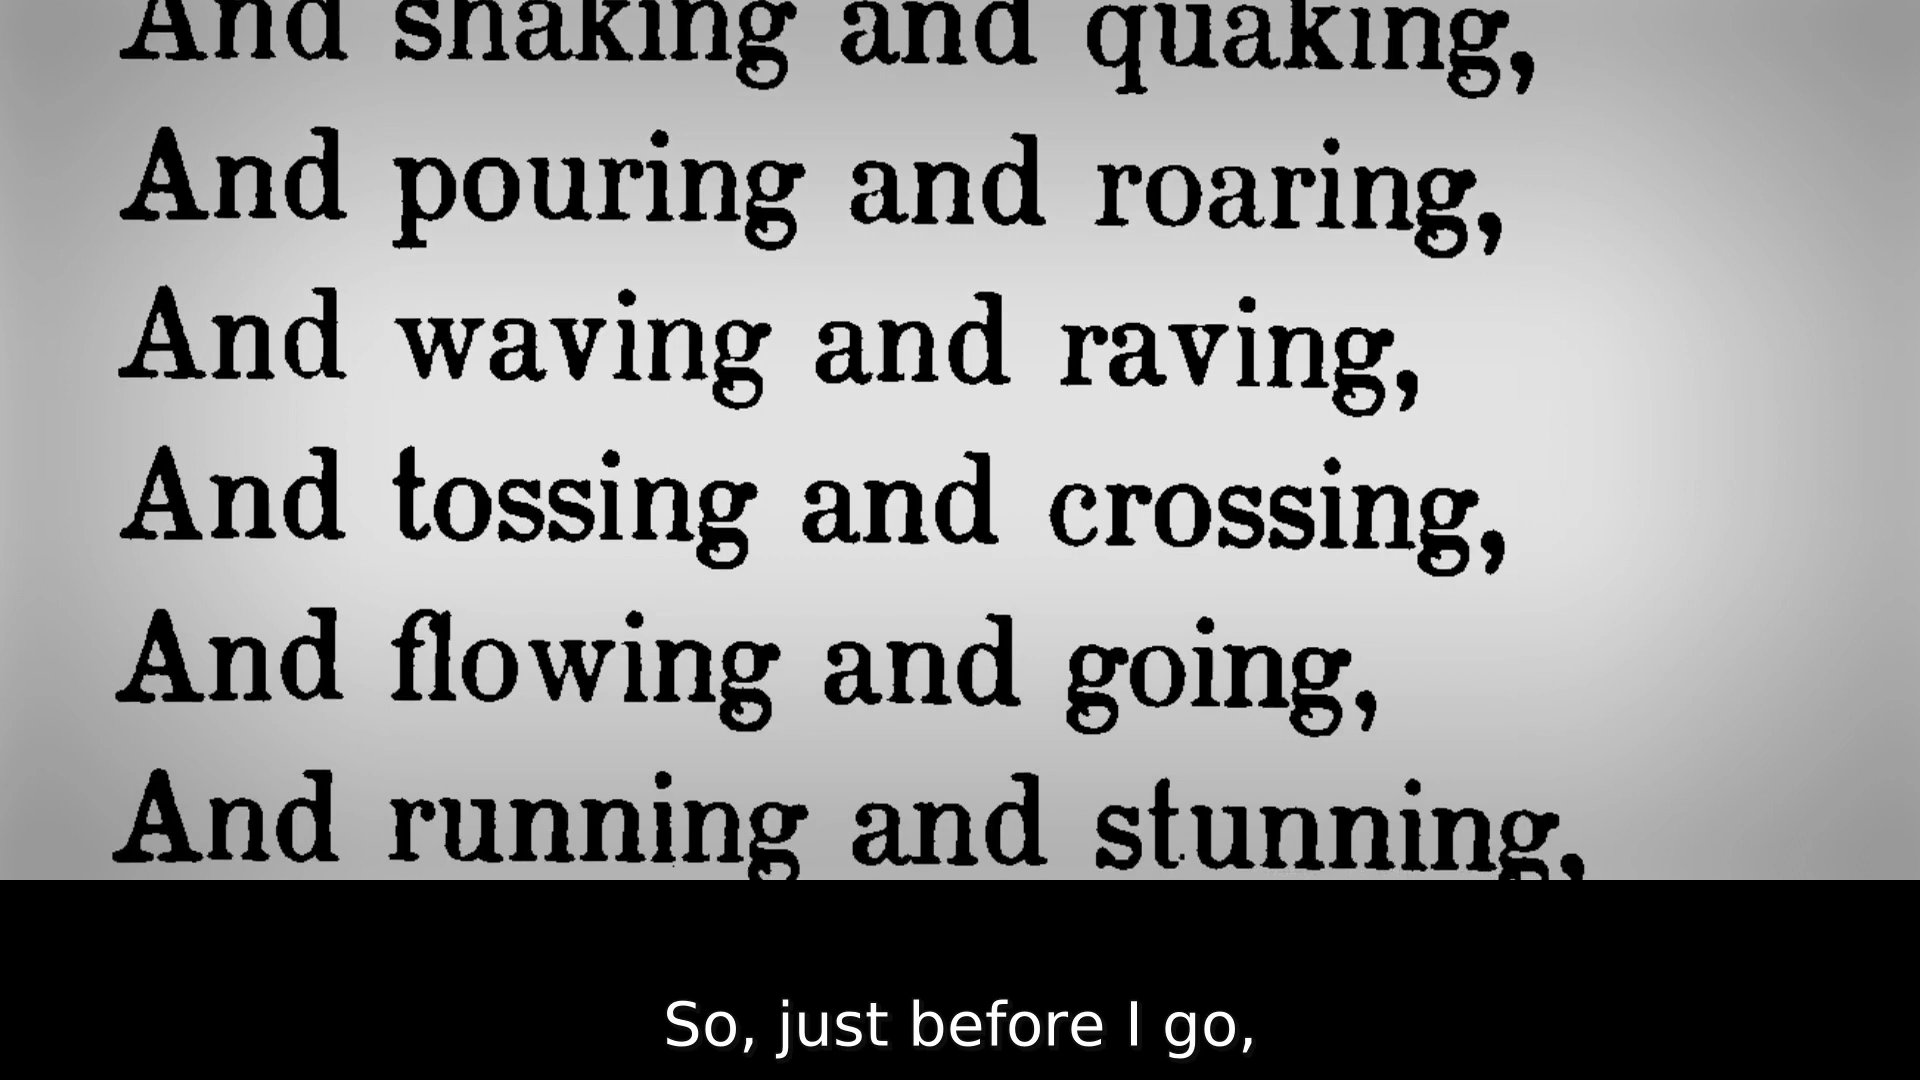 And shaking and quaking,
And pouring and roaring,
And waving and raving,
And tossing and crossing,
And flowing and going,
And running and stunning,
So, just before I go,